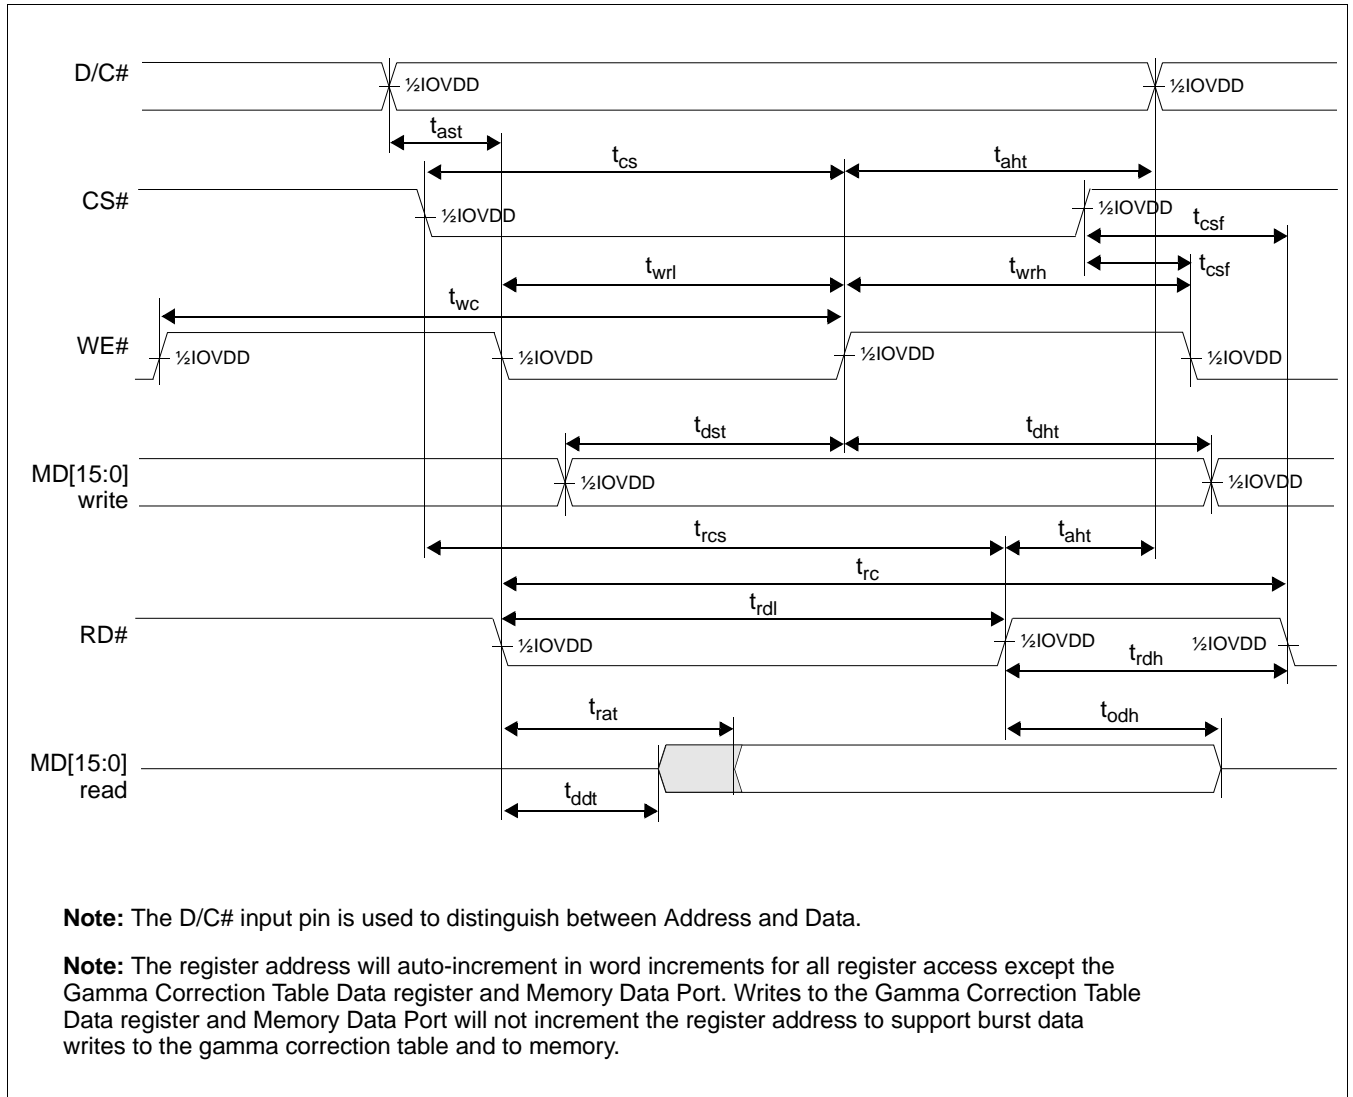 D/C#
½IOVDD
½IOVDD
tast
tcs
taht
CS#
½IOVDD
½IOVDD
tcsf
tcsf
twrl
twrh
twc
WE#
½IOVDD
½IOVDD
½IOVDD
½IOVDD
tdst
tdht
MD[15:0]
write
½IOVDD
½IOVDD
trcs
taht
trc
trdl
RD#
½IOVDD
½IOVDD
½IOVDD
trdh
trat
todh
MD[15:0]
read
tddt
Note: The D/C# input pin is used to distinguish between Address and Data.
Note: The register address will auto-increment in word increments for all register access except the
Gamma Correction Table Data register and Memory Data Port. Writes to the Gamma Correction Table
Data register and Memory Data Port will not increment the register address to support burst data
writes to the gamma correction table and to memory.